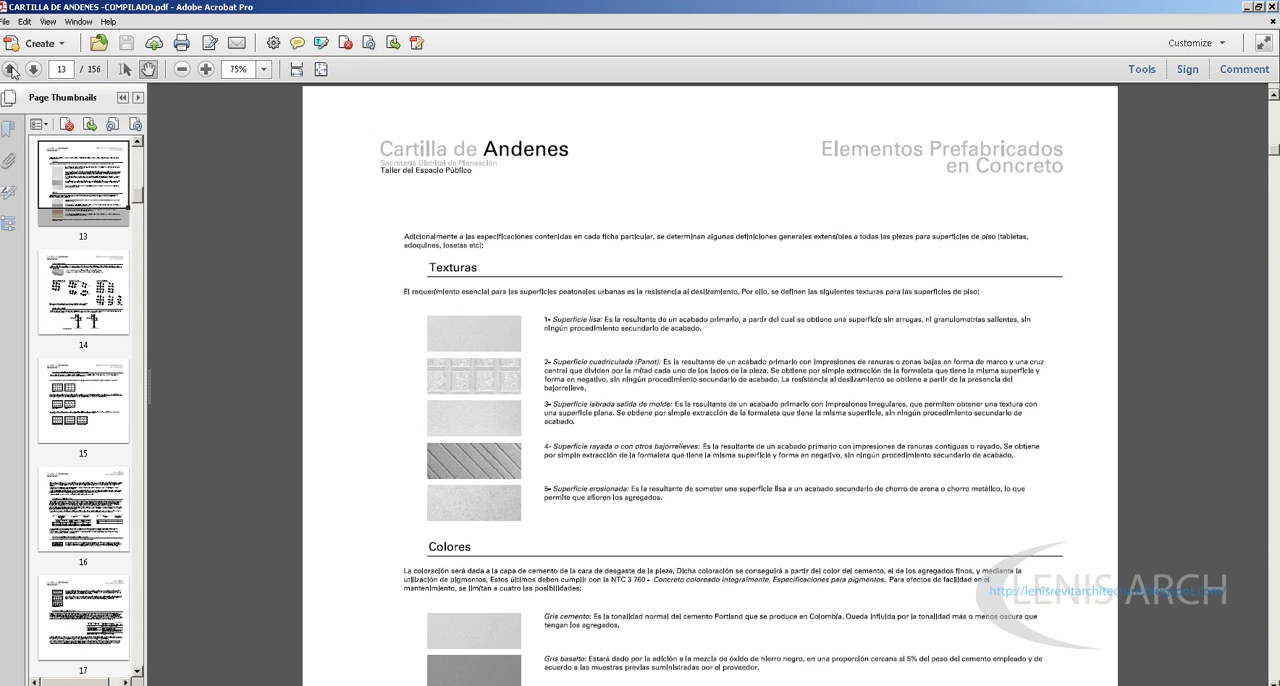 CARTILLA DE ANDENES -COMPILADO.pdf - Adobe Acrobat Pro
File Edit View Window Help
Create
Customize
13 / 156
75%
Tools Sign Comment
Page Thumbnails
13
14
15
16
17
Cartilla de Andenes
Secretaría Distrital de Planeación
Taller del Espacio Público
Elementos Prefabricados
en Concreto
Adicionalmente a las especificaciones contenidas en cada ficha particular, se determinan algunas definiciones generales extensibles a todas las piezas para superficies de piso (tabletas,
adoquines, losetas etc):
Texturas
El requerimiento esencial para las superficies peatonales urbanas es la resistencia al deslizamiento. Por ello, se definen las siguientes texturas para las superficies de piso:
1- Superficie lisa: Es la resultante de un acabado primario, a partir del cual se obtiene una superficie sin arrugas, ni granulometrías salientes, sin
ningún procedimiento secundario de acabado.
2- Superficie cuadriculada (Panot): Es la resultante de un acabado primario con impresiones de ranuras o zonas bajas en forma de marco y una cruz
central que dividen por la mitad cada uno de los lados de la pieza. Se obtiene por simple extracción de la formaleta que tiene la misma superficie y
forma en negativo, sin ningún procedimiento secundario de acabado. La resistencia al deslizamiento se obtiene a partir de la presencia del
bajorrelieve.
3- Superficie labrada salida de molde: Es la resultante de un acabado primario con impresiones irregulares, que permiten obtener una textura con
una superficie plana. Se obtiene por simple extracción de la formaleta que tiene la misma superficie, sin ningún procedimiento secundario de
acabado.
4- Superficie rayada o con otros bajorrelieves: Es la resultante de un acabado primario con impresiones de ranuras contiguas o rayado. Se obtiene
por simple extracción de la formaleta que tiene la misma superficie y forma en negativo, sin ningún procedimiento secundario de acabado.
5- Superficie erosionada: Es la resultante de someter una superficie lisa a un acabado secundario de chorro de arena o chorro metálico, lo que
permite que afloren los agregados.
Colores
La coloración será dada a la capa de cemento de la cara de desgaste de la pieza. Dicha coloración se conseguirá a partir del color del cemento, el de los agregados finos, y mediante la
utilización de pigmentos. Estos últimos deben cumplir con la NTC 3 760 - Concreto coloreado integralmente. Especificaciones para pigmentos. Para efectos de facilidad en el
mantenimiento, se limitan a cuatro las posibilidades:
LENIS ARCH
Gris cemento: Es la tonalidad normal del cemento Portland que se produce en Colombia. Queda influida por la tonalidad más o menos oscura que
tengan los agregados.
Gris basalto: Estará dado por la adición a la mezcla de óxido de hierro negro, en una proporción cercana al 5% del peso del cemento empleado y de
acuerdo a las muestras previas suministradas por el proveedor.